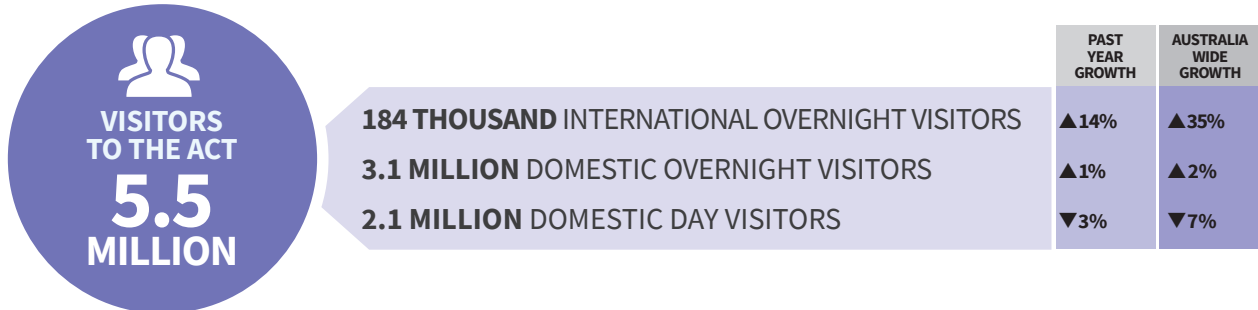 VISITORS
TO THE ACT
5.5
MILLION
PAST
YEAR
GROWTH
AUSTRALIA
WIDE
GROWTH
184 THOUSAND INTERNATIONAL OVERNIGHT VISITORS ▲14% ▲35%
3.1 MILLION DOMESTIC OVERNIGHT VISITORS ▲1% ▲2%
2.1 MILLION DOMESTIC DAY VISITORS ▼3% ▼7%